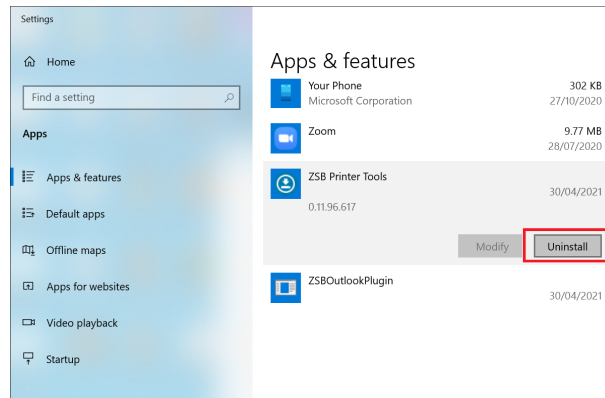 Settings
Home
Find a setting
Apps
Apps & features
Default apps
Offline maps
Apps for websites
Video playback
Startup
Apps & features
Your Phone 302 KB
Microsoft Corporation 27/10/2020
Zoom 9.77 MB
28/07/2020
ZSB Printer Tools
30/04/2021
0.11.96.617
Modify Uninstall
ZSBOutlookPlugin
30/04/2021